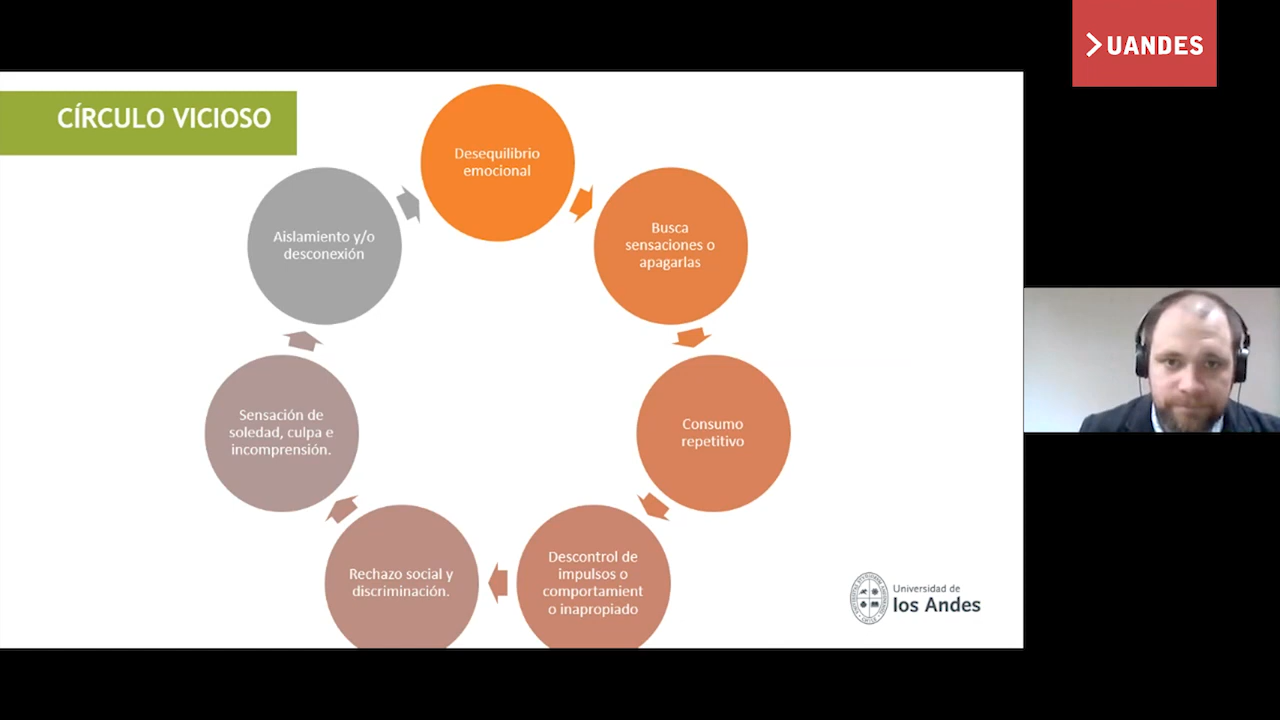 UANDES
CÍRCULO VICIOSO
Desequilibrio
emocional
Busca
sensaciones o
apagarlas
Consumo
repetitivo
Descontrol de
impulsos o
comportamient
o inapropiado
Rechazo social y
discriminación.
Sensación de
soledad, culpa e
incomprensión.
Aislamiento y/o
desconexión
Universidad de
los Andes